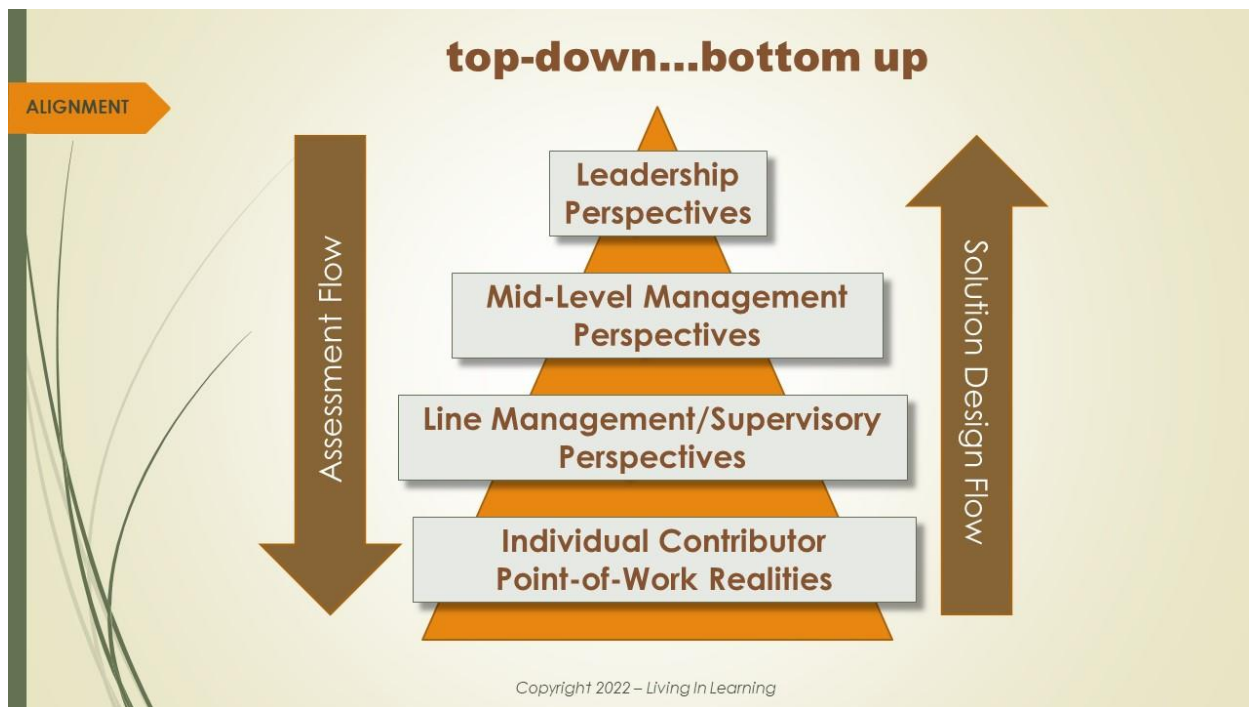 top-down...bottom up
ALIGNMENT
Assessment Flow
Leadership
Perspectives
Mid-Level Management
Perspectives
Line Management/Supervisory
Perspectives
Individual Contributor
Point-of-Work Realities
Solution Design Flow
Copyright 2022 – Living In Learning